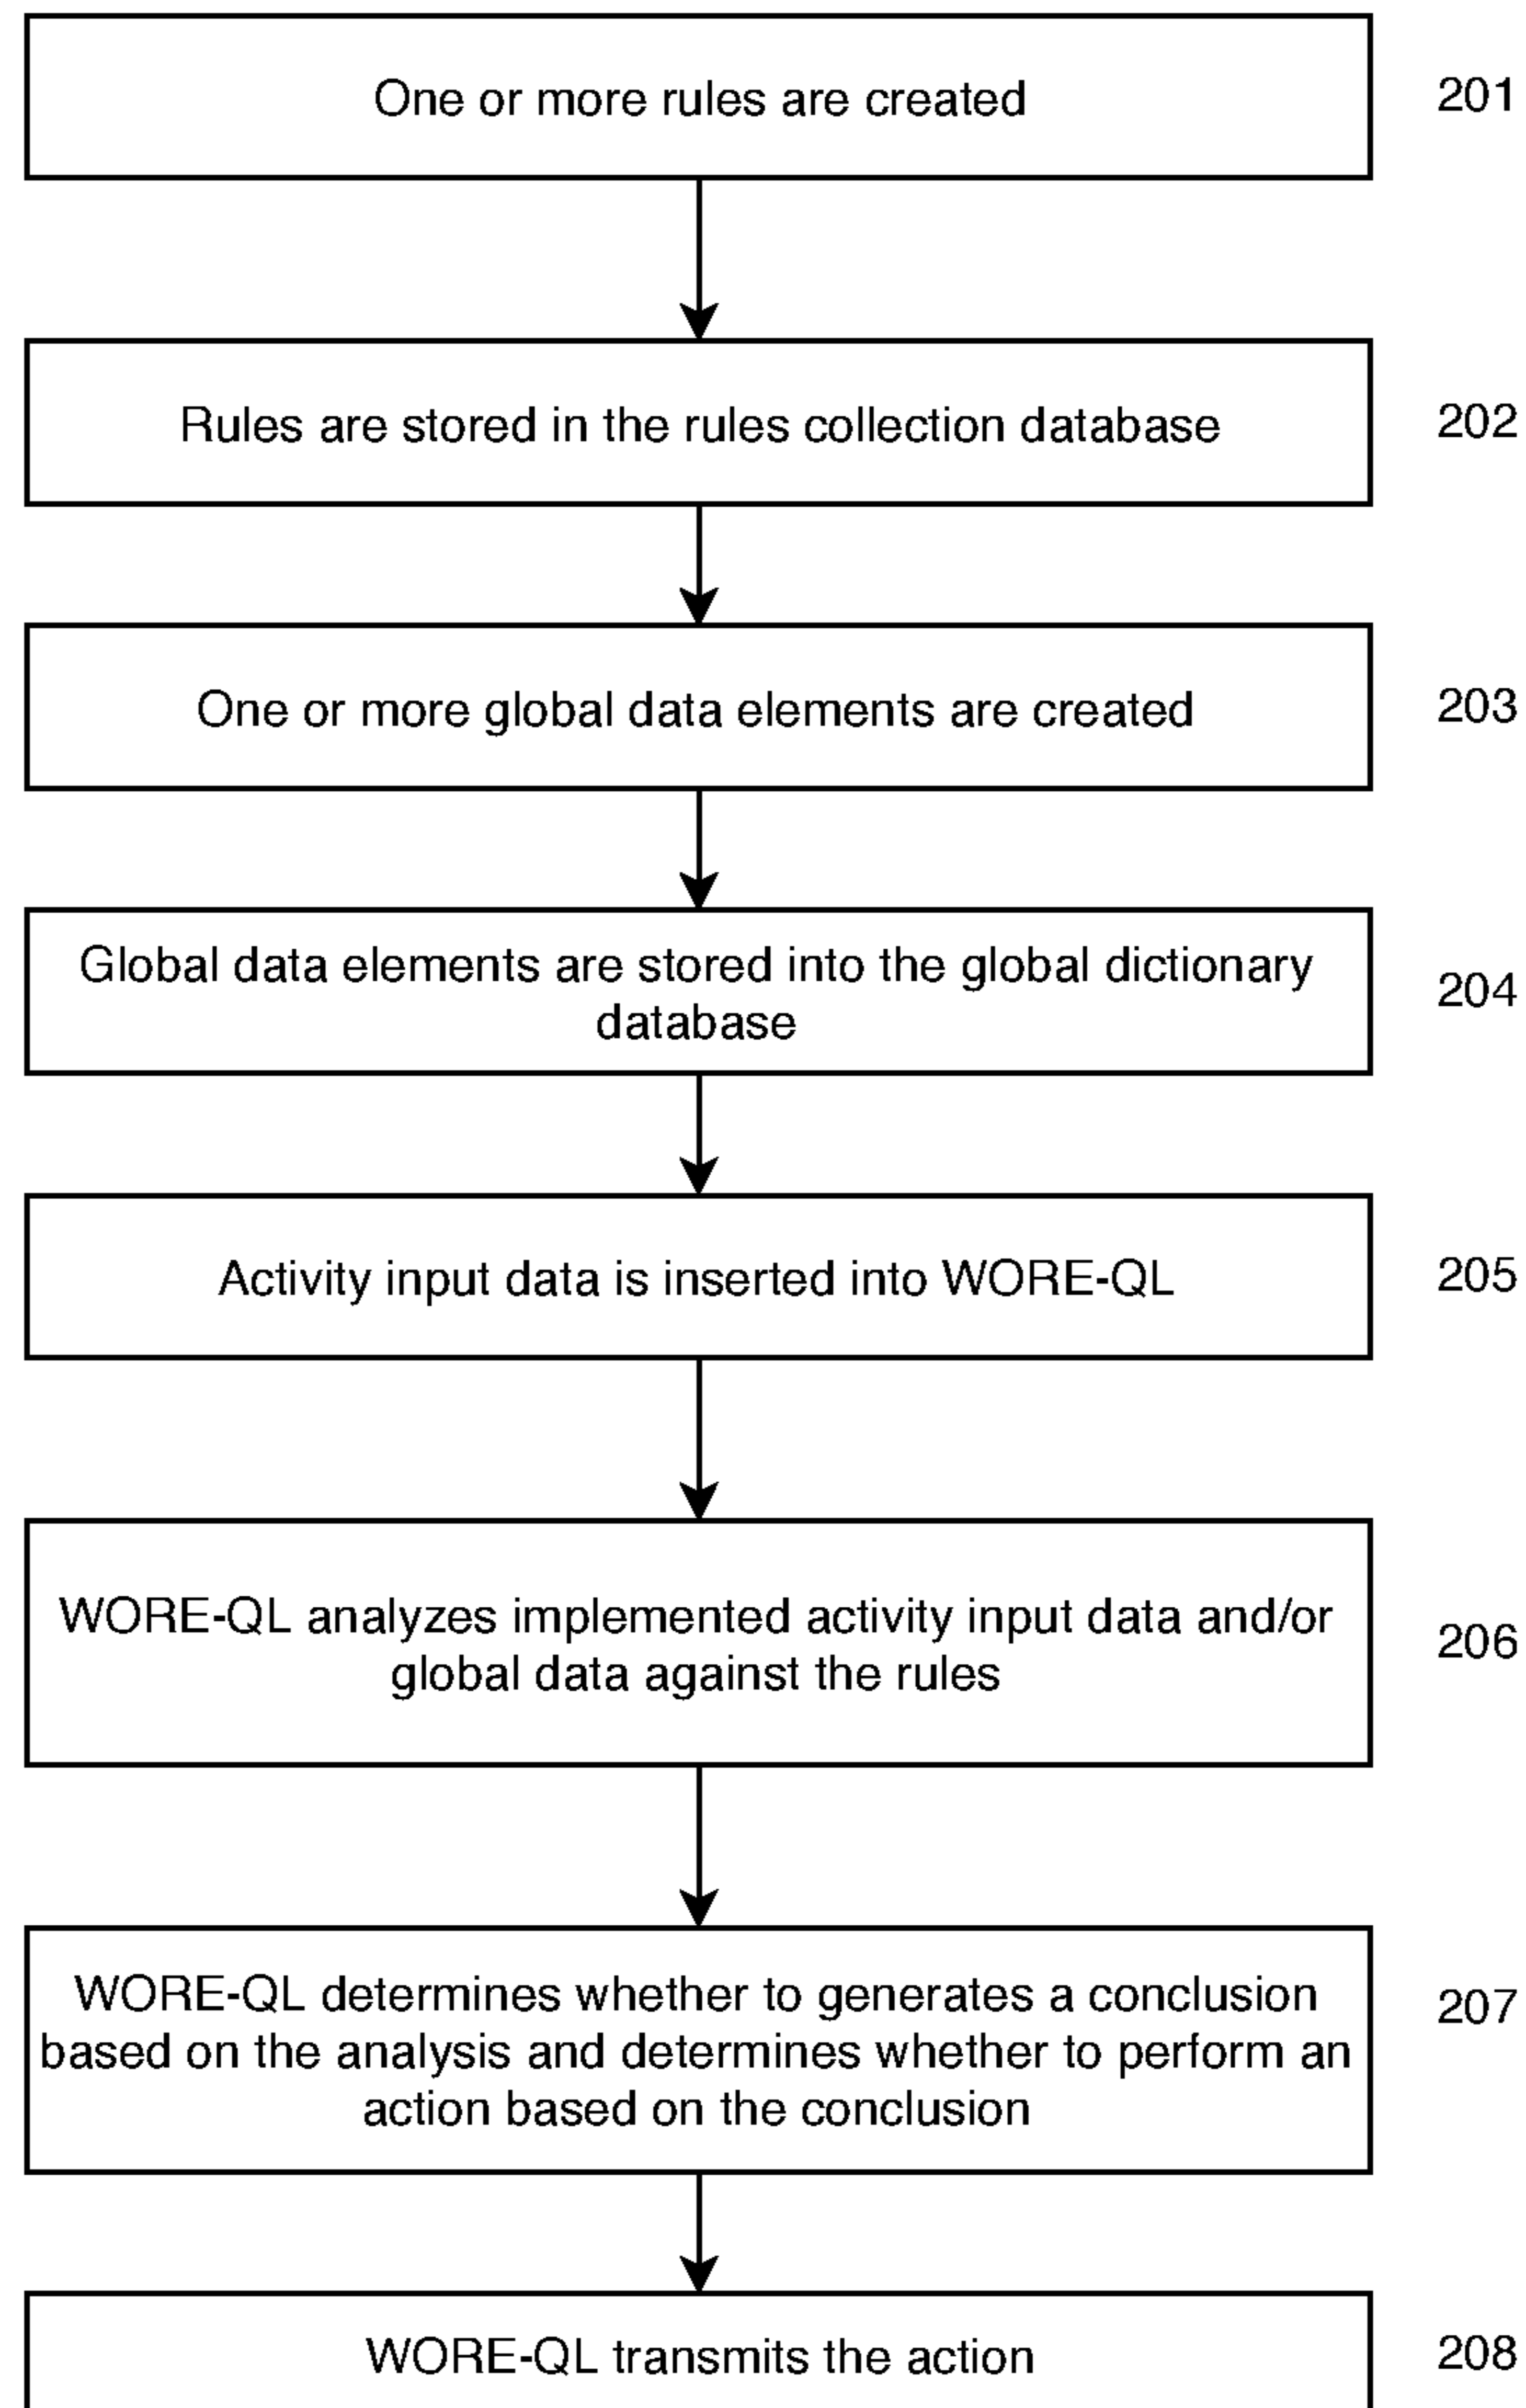 One or more rules are created
201
Rules are stored in the rules collection database
202
One or more global data elements are created
203
Global data elements are stored into the global dictionary
database
204
Activity input data is inserted into WORE-QL
205
WORE-QL analyzes implemented activity input data and/or
global data against the rules
206
WORE-QL determines whether to generates a conclusion
based on the analysis and determines whether to perform an
action based on the conclusion
207
WORE-QL transmits the action
208